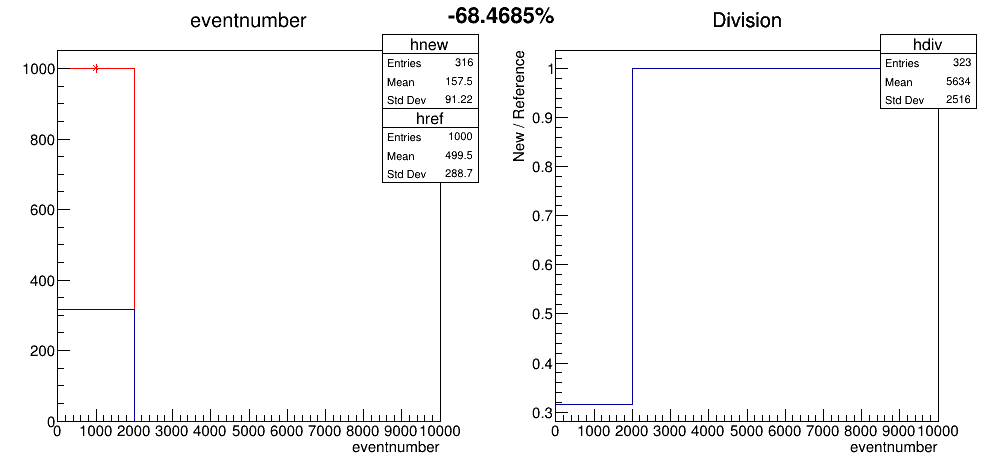 -68.4685%
eventnumber
hnew
Entries 316
Mean 157.5
Std Dev 91.22
href
Entries 1000
Mean 499.5
Std Dev 288.7
1000
800
600
400
200
0
0 1000 2000 3000 4000 5000 6000 7000 8000 9000 10000
eventnumber
Division
hdiv
Entries 323
Mean 5634
Std Dev 2516
New / Reference
1
0.9
0.8
0.7
0.6
0.5
0.4
0.3
0 1000 2000 3000 4000 5000 6000 7000 8000 9000 10000
eventnumber